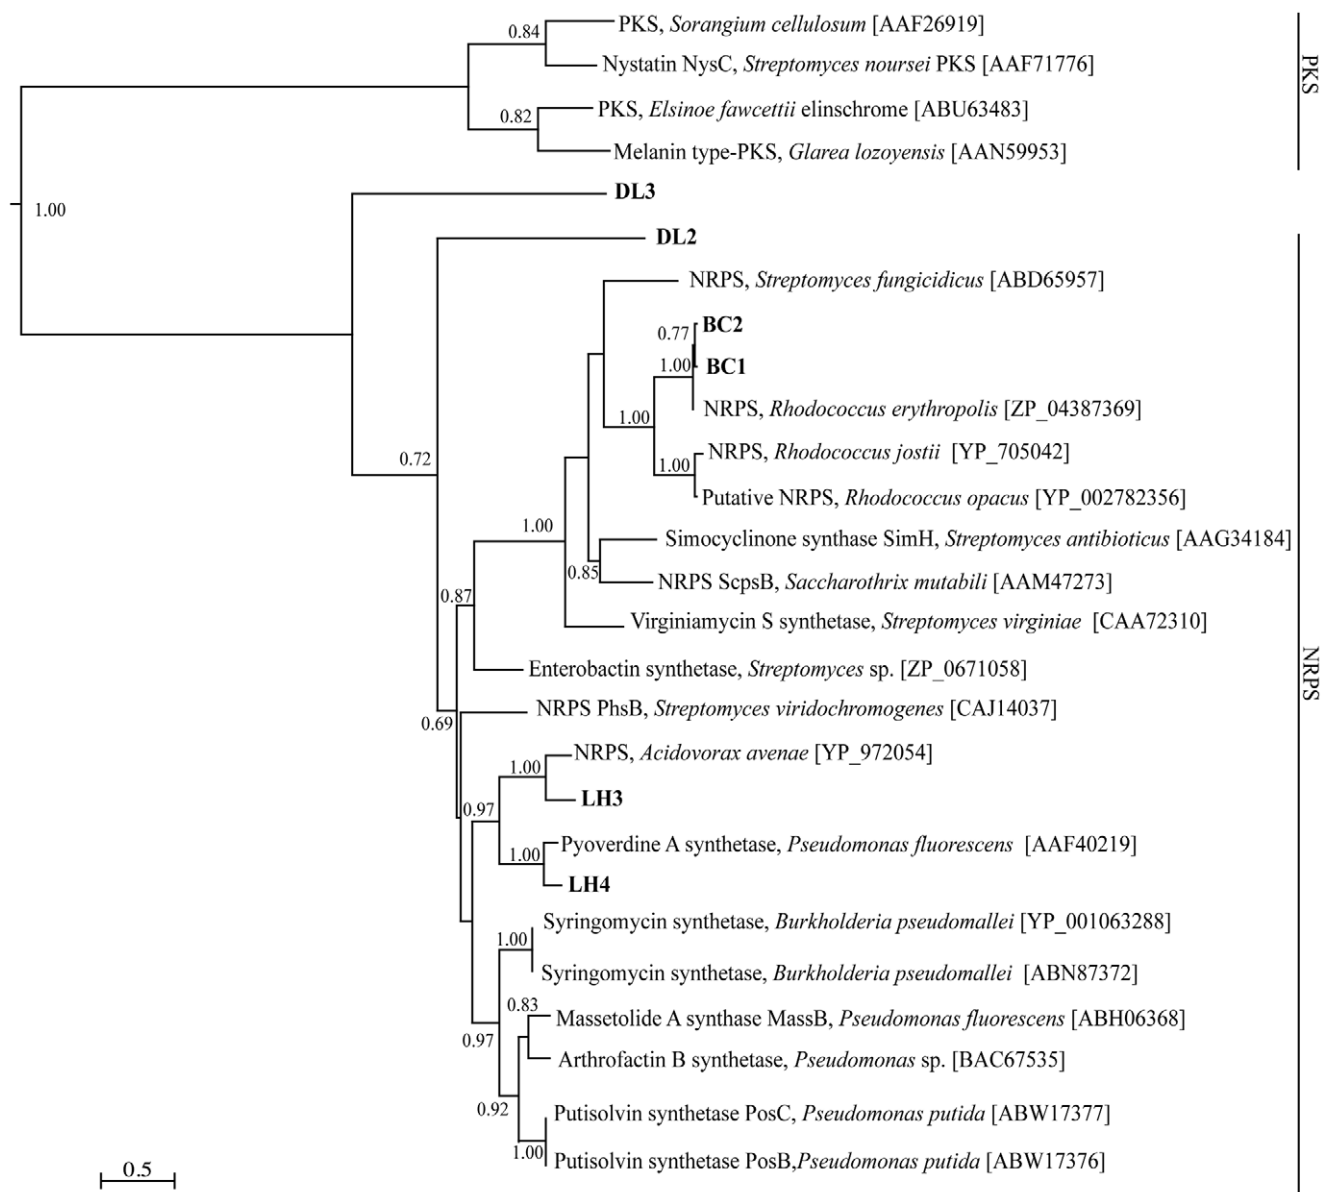 0.84
PKS, Sorangium cellulosum [AAF26919]
Nystatin NysC, Streptomyces noursei PKS [AAF71776]
0.82
PKS, Elsinoe fawcettii elinschrome [ABU63483]
Melanin type-PKS, Glarea lozoyensis [AAN59953]
PKS
1.00
DL3
DL2
NRPS, Streptomyces fungicidicus [ABD65957]
0.77
BC2
1.00
BC1
NRPS, Rhodococcus erythropolis [ZP_04387369]
1.00
NRPS, Rhodococcus jostii [YP_705042]
0.72
1.00
Putative NRPS, Rhodococcus opacus [YP_002782356]
1.00
Simocyclinone synthase SimH, Streptomyces antibioticus [AAG34184]
0.85
NRPS ScpsB, Saccharothrix mutabili [AAM47273]
0.87
Virginiamycin S synthetase, Streptomyces virginiae [CAA72310]
Enterobactin synthetase, Streptomyces sp. [ZP_0671058]
NRPS
0.69
NRPS PhsB, Streptomyces viridochromogenes [CAJ14037]
NRPS, Acidovorax avenae [YP_972054]
1.00
LH3
0.97
Pyoverdine A synthetase, Pseudomonas fluorescens [AAF40219]
1.00
LH4
Syringomycin synthetase, Burkholderia pseudomallei [YP_001063288]
1.00
Syringomycin synthetase, Burkholderia pseudomallei [ABN87372]
0.83
Massetolide A synthase MassB, Pseudomonas fluorescens [ABH06368]
0.97
Arthrofactin B synthetase, Pseudomonas sp. [BAC67535]
0.92
Putisolvin synthetase PosC, Pseudomonas putida [ABW17377]
1.00
Putisolvin synthetase PosB,Pseudomonas putida [ABW17376]
0.5